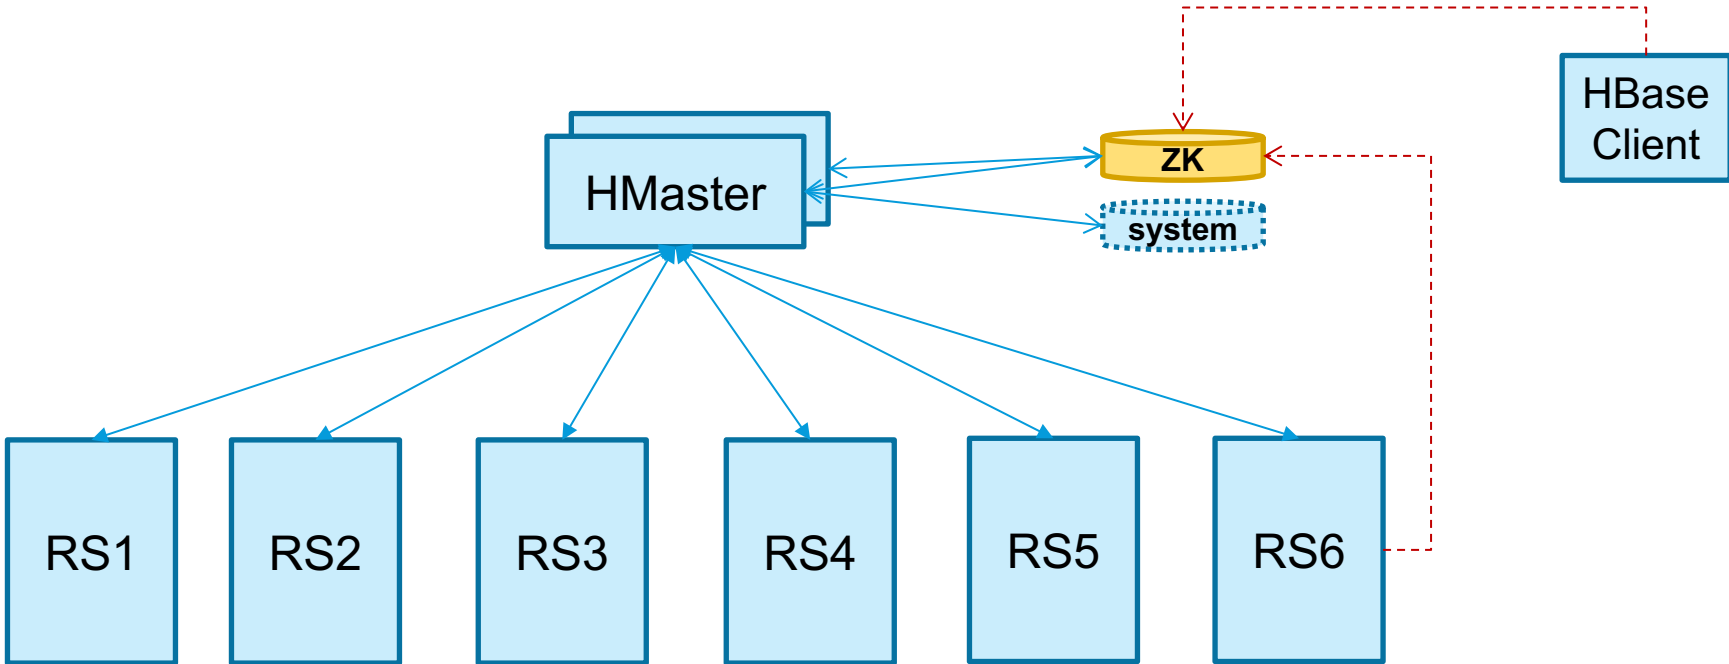 HBase
Client
ZK
HMaster
system
RS1
RS2
RS3
RS4
RS5
RS6